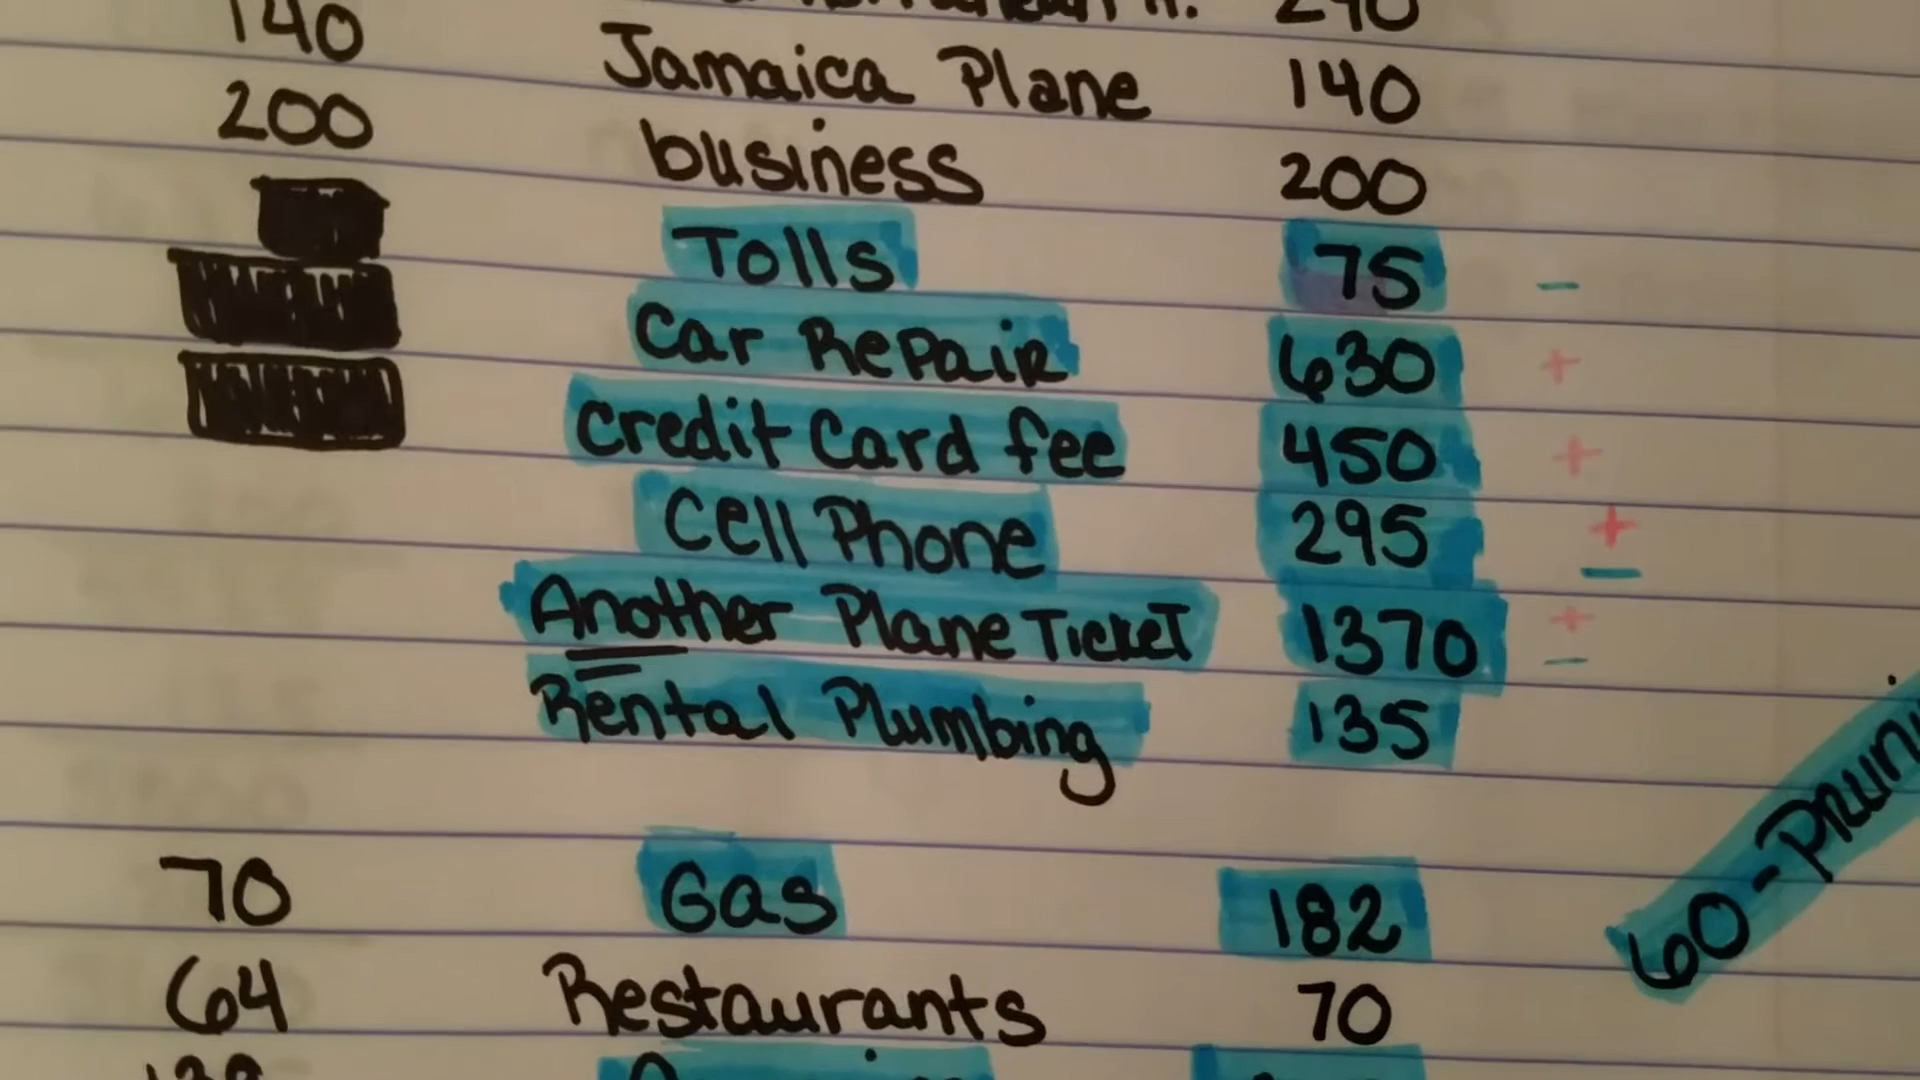 140 Jamaica Plane 140
200 business 200
Tolls 75 -
Car Repair 630 +
Credit Card fee 450 +
Cell Phone 295 + -
Another Plane Ticket 1370 + -
Rental Plumbing 135
70 Gas 182
64 Restaurants 70
60 -